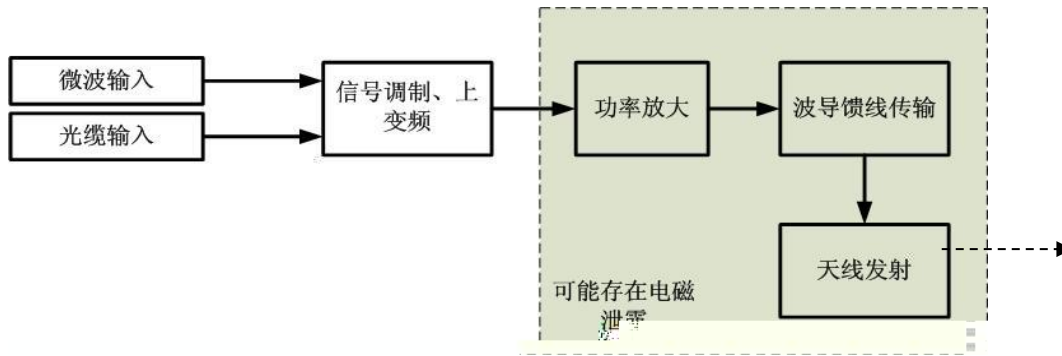 微波输入
光缆输入
信号调制、上
变频
功率放大
波导馈线传输
天线发射
可能存在电磁